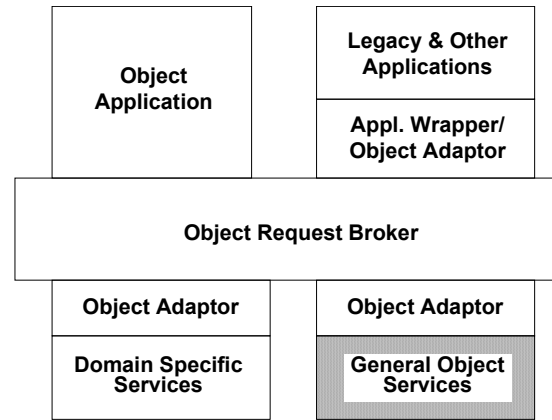 Object
Application
Legacy & Other
Applications
Appl. Wrapper/
Object Adaptor
Object Request Broker
Object Adaptor
Object Adaptor
Domain Specific
Services
General Object
Services